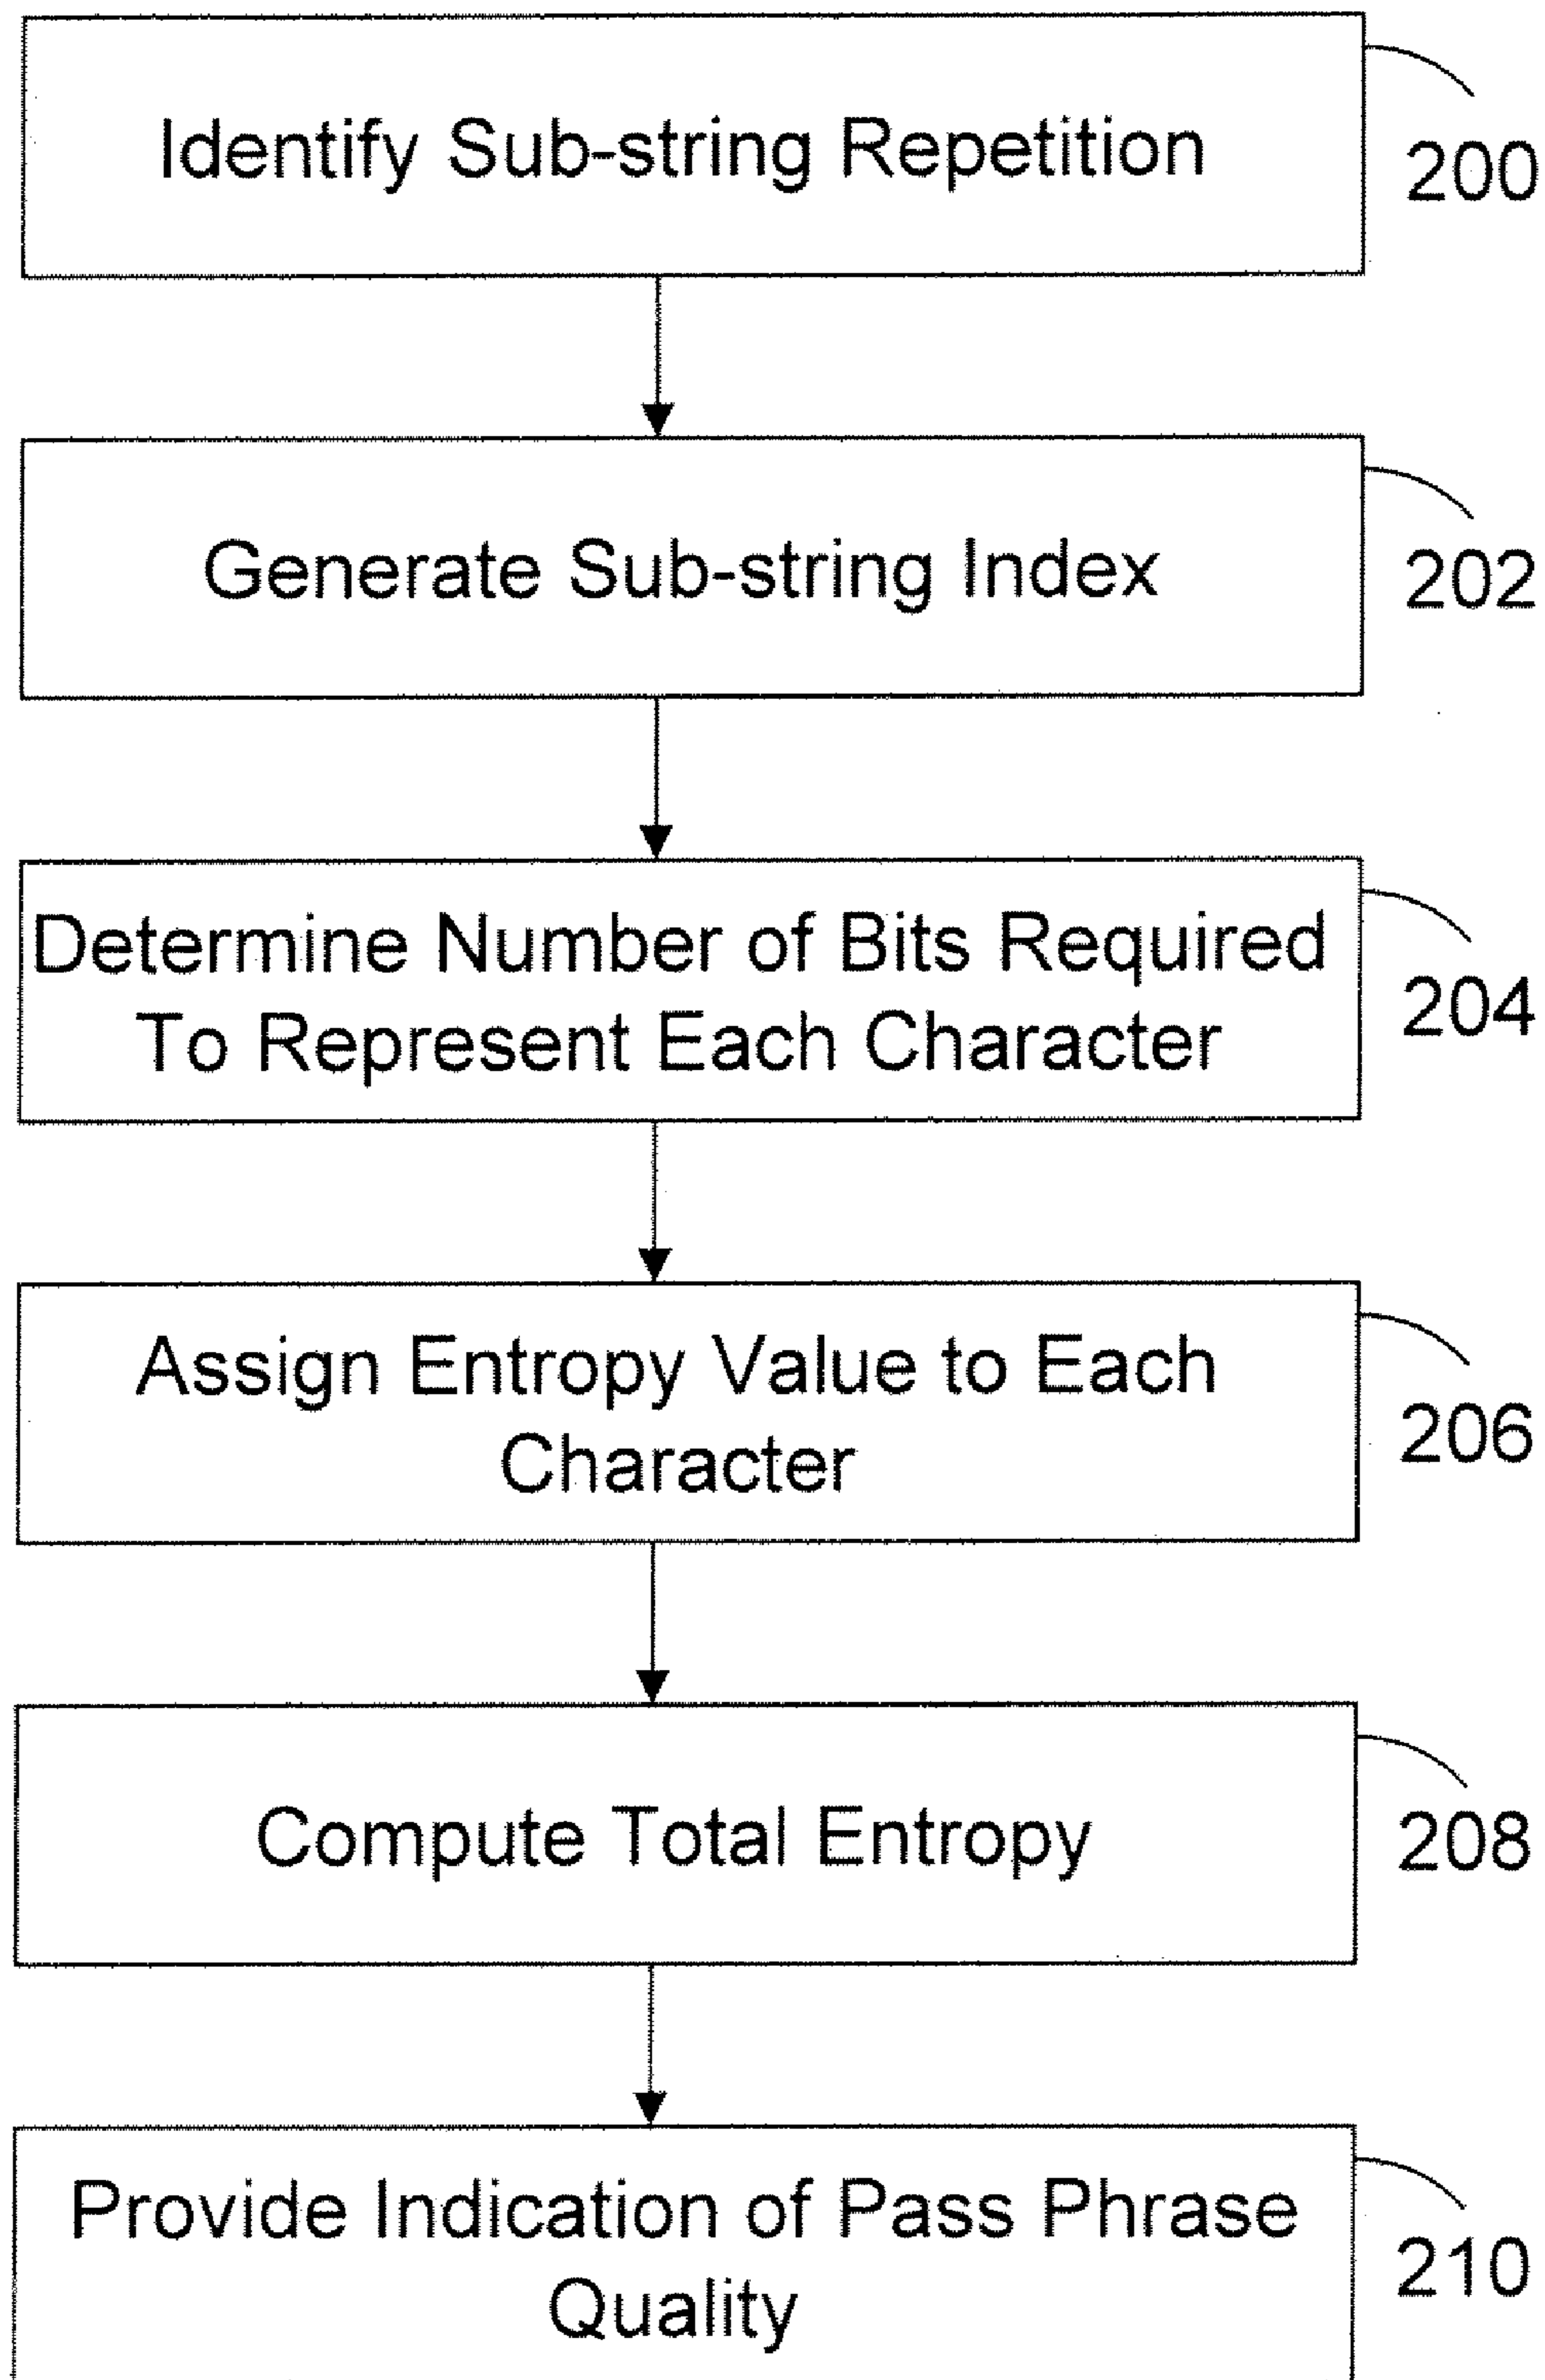 Identify Sub-string Repetition
200
Generate Sub-string Index
202
Determine Number of Bits Required
To Represent Each Character
204
Assign Entropy Value to Each
Character
206
Compute Total Entropy
208
Provide Indication of Pass Phrase
Quality
210